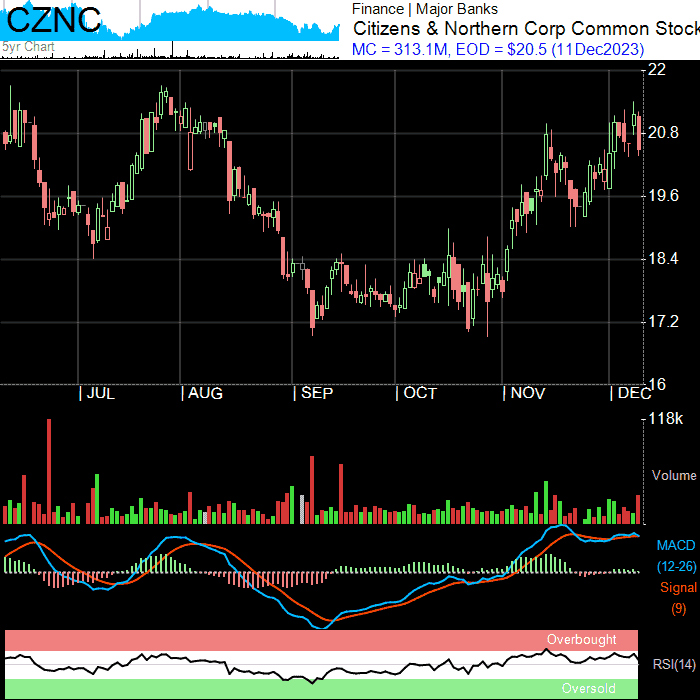 CZNC
5yr Chart
Finance | Major Banks
Citizens & Northern Corp Common Stock
MC = 313.1M, EOD = $20.5 (11Dec2023)
22
20.8
19.6
18.4
17.2
16
| JUL | AUG | SEP | OCT | NOV | DEC
118k
Volume
MACD
(12-26)
Signal
(9)
Overbought
RSI(14)
Oversold